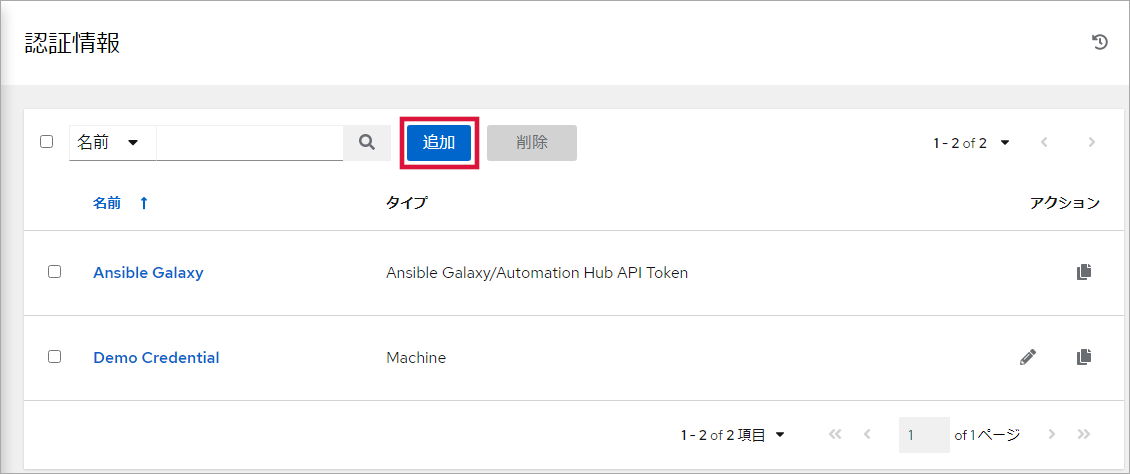 認証情報
名前 追加 削除 1 - 2 of 2
名前 タイプ アクション
Ansible Galaxy Ansible Galaxy/Automation Hub API Token
Demo Credential Machine
1 - 2 of 2 項目 1 of 1 ページ